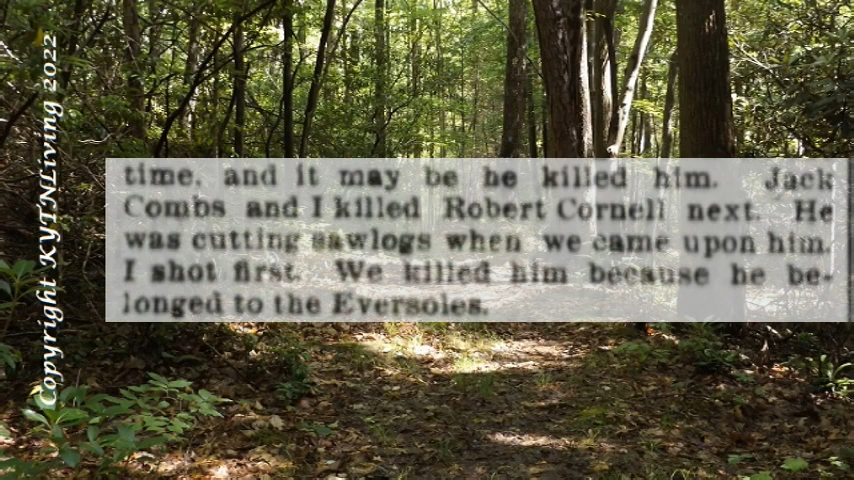 time, and it may be he killed him. Jack
Combs and I killed Robert Cornell next. He
was cutting sawlogs when we came upon him.
I shot first. We killed him because he be-
longed to the Eversoles.
Copyright KYTNLiving 2022